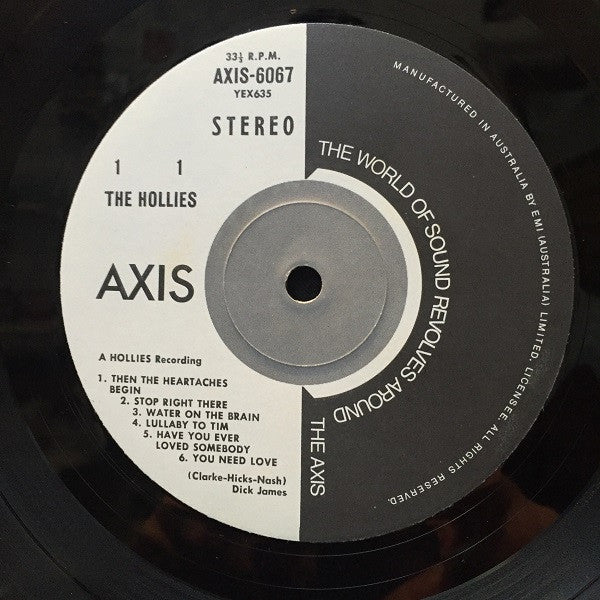 33⅓ R.P.M.
AXIS-6067
YEX635
STEREO
1 1
THE HOLLIES
AXIS
A HOLLIES Recording
1. THEN THE HEARTACHES
BEGIN
2. STOP RIGHT THERE
3. WATER ON THE BRAIN
4. LULLABY TO TIM
5. HAVE YOU EVER
LOVED SOMEBODY
6. YOU NEED LOVE
(Clarke-Hicks-Nash)
Dick James
THE WORLD OF SOUND REVOLVES AROUND
THE AXIS
MANUFACTURED IN AUSTRALIA BY EMI (AUSTRALIA) LIMITED. LICENSEE, ALL RIGHTS RESERVED.